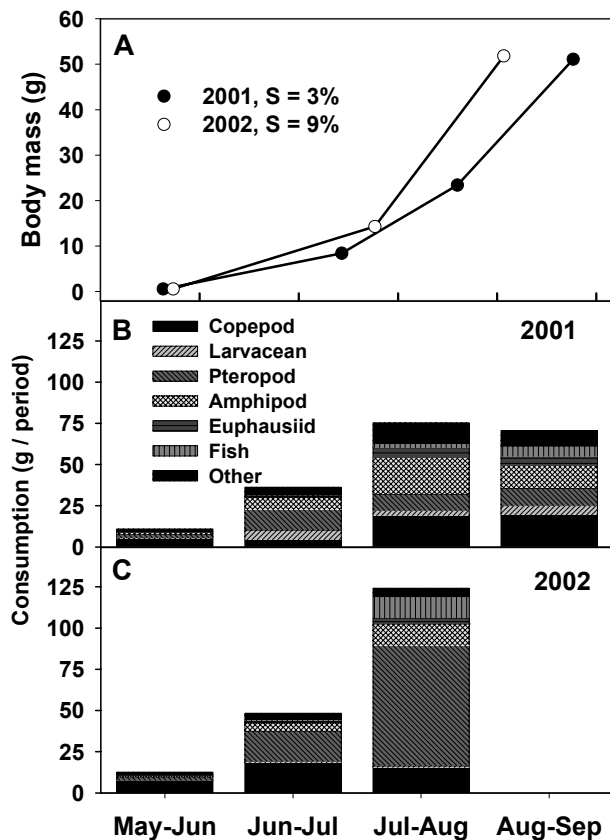 A
Body mass (g)
60
50
40
30
20
10
0
2001, S = 3%
2002, S = 9%
B
2001
Consumption (g / period)
125
100
75
50
25
0
Copepod
Larvacean
Pteropod
Amphipod
Euphausiid
Fish
Other
C
2002
125
100
75
50
25
0
May-Jun Jun-Jul Jul-Aug Aug-Sep